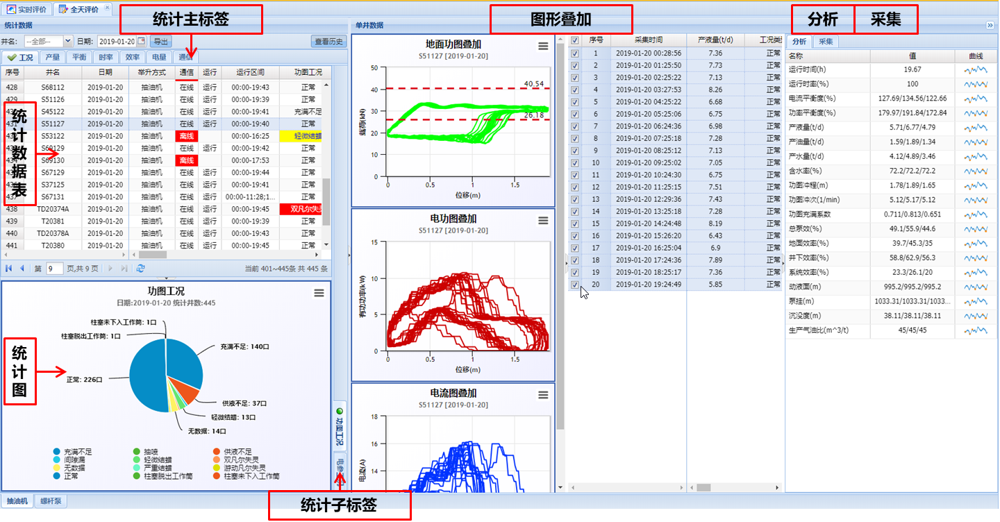 实时评价 全天评价
统计主标签
图形叠加
分析 采集
统计数据
单井数据
井名: --全部-- 日期: 2019-01-20 导出 查看历史
工况 产量 平衡 时率 效率 电量 通信
序号 井名 日期 举升方式 通信 运行 运行区间 功图工况
428 S68112 2019-01-20 抽油机 在线 运行 00:00-19:43 正常
429 S51126 2019-01-20 抽油机 在线 运行 00:00-19:39 正常
S45122 2019-01-20 抽油机 在线 运行 00:00-19:41 充满不足
431 S51127 2019-01-20 抽油机 在线 运行 00:00-19:40 正常
S53122 2019-01-20 抽油机 离线 00:00-16:25 轻微结蜡
2019-01-20 抽油机 在线 运行 00:00-19:42 正常
S69130 2019-01-20 抽油机 离线 00:00-17:53 正常
S67129 2019-01-20 抽油机 在线 运行 00:00-19:44 正常
S37125 2019-01-20 抽油机 在线 运行 00:00-19:41 正常
S67131 2019-01-20 抽油机 在线 运行 00:00-11:28;1... 正常
438 TD20374A 2019-01-20 抽油机 在线 运行 00:00-19:45 双凡尔失灵
439 T20381 2019-01-20 抽油机 在线 运行 00:00-19:39 正常
440 TD20378A 2019-01-20 抽油机 在线 运行 00:00-19:43 正常
441 T20380 2019-01-20 抽油机 在线 运行 00:00-19:45 正常
统计数据表
第 9 页,共 9 页 当前 401~445条 共 445 条
功图工况
日期:2019-01-20 统计井数:445
柱塞未下入工作筒: 1口
柱塞脱出工作筒: 1口
充满不足: 140口
正常: 226口
供液不足: 37口
轻微结蜡: 13口
无数据: 14口
充满不足 抽喷 供液不足
间隙漏 轻微结蜡 双凡尔失灵
无数据 严重结蜡 游动凡尔失灵
正常 柱塞脱出工作筒 柱塞未下入工作筒
统计图
功图工况
统计子标签
抽油机 螺杆泵
地面功图叠加
S51127 [2019-01-20]
载荷(kN)
50
40
30
20
10
0
40.54
26.18
0 0.5 1 1.5
位移(m)
电功图叠加
S51127 [2019-01-20]
有功功率(kW)
15
10
5
0
0 0.5 1 1.5
位移(m)
电流图叠加
S51127 [2019-01-20]
电流(A)
18
16
14
序号 采集时间 产液量(t/d) 工况类
1 2019-01-20 00:28:56 7.36 正常
2 2019-01-20 01:25:50 7.73 正常
3 2019-01-20 02:25:22 7.13 正常
4 2019-01-20 03:27:53 8.26 正常
5 2019-01-20 04:25:22 6.68 正常
6 2019-01-20 05:25:06 6.75 正常
7 2019-01-20 06:24:36 6.98 正常
8 2019-01-20 07:25:18 7.28 正常
9 2019-01-20 08:25:12 7.13 正常
10 2019-01-20 09:25:02 7.05 正常
11 2019-01-20 10:24:30 6.75 正常
12 2019-01-20 11:25:15 7.51 正常
13 2019-01-20 12:29:36 7.43 正常
14 2019-01-20 13:25:18 7.28 正常
15 2019-01-20 14:24:48 8.19 正常
16 2019-01-20 15:26:20 6.43 正常
17 2019-01-20 16:25:04 6.9 正常
18 2019-01-20 17:24:36 7.89 正常
19 2019-01-20 18:25:17 7.36 正常
20 2019-01-20 19:24:49 5.85 正常
分析 采集
名称 值 曲线
运行时间(h) 19.67
运行时率(%) 100
电流平衡度(%) 127.69/134.56/122.66
功率平衡度(%) 179.97/191.84/172.84
产液量(t/d) 5.71/6.77/4.79
产油量(t/d) 1.59/1.89/1.34
产水量(t/d) 4.12/4.89/3.46
含水率(%) 72.2/72.2/72.2
功图冲程(m) 1.78/1.89/1.65
功图冲次(1/min) 5.12/5.17/5.12
功图充满系数 0.711/0.813/0.651
总泵效(%) 49.1/55.9/44.6
地面效率(%) 39.7/45.3/35
井下效率(%) 58.8/62.9/56.3
系统效率(%) 23.3/26.1/20
动液面(m) 995.2/995.2/995.2
泵挂(m) 1033.31/1033.31/1033...
沉没度(m) 38.11/38.11/38.11
生产气油比(m^3/t) 45/45/45